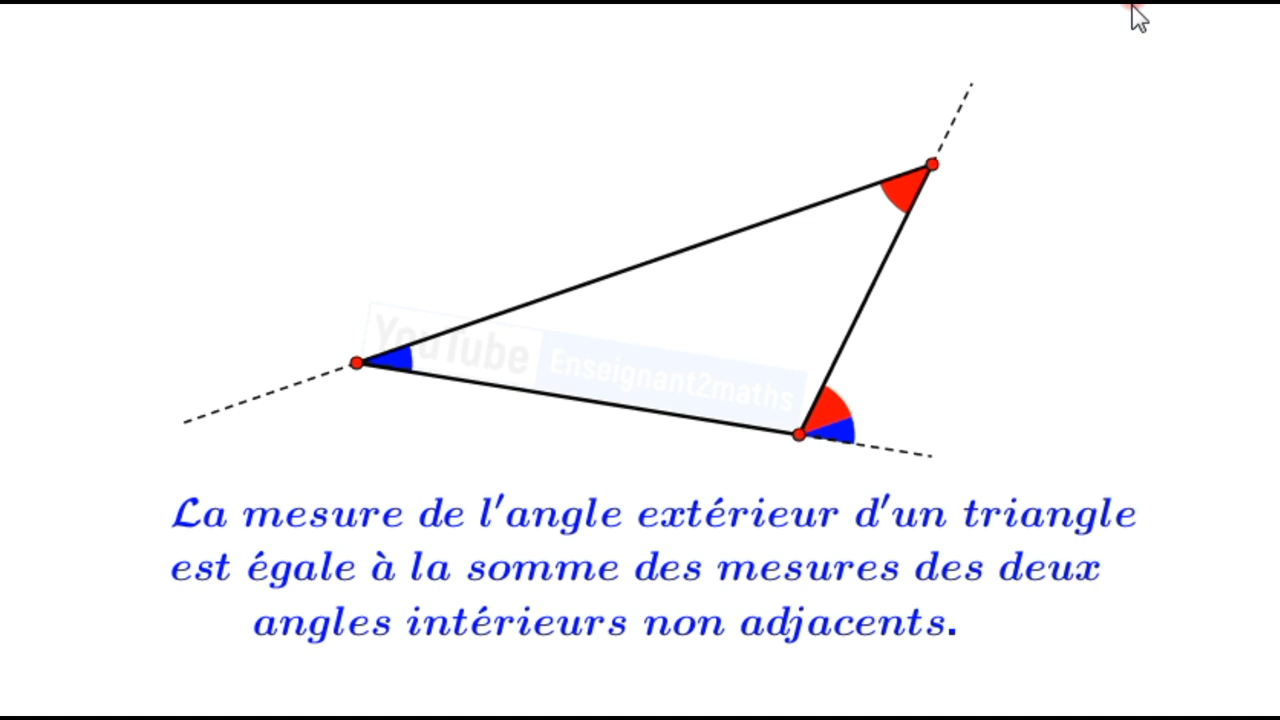 YouTube Enseignant2maths
La mesure de l'angle extérieur d'un triangle
est égale à la somme des mesures des deux
angles intérieurs non adjacents.